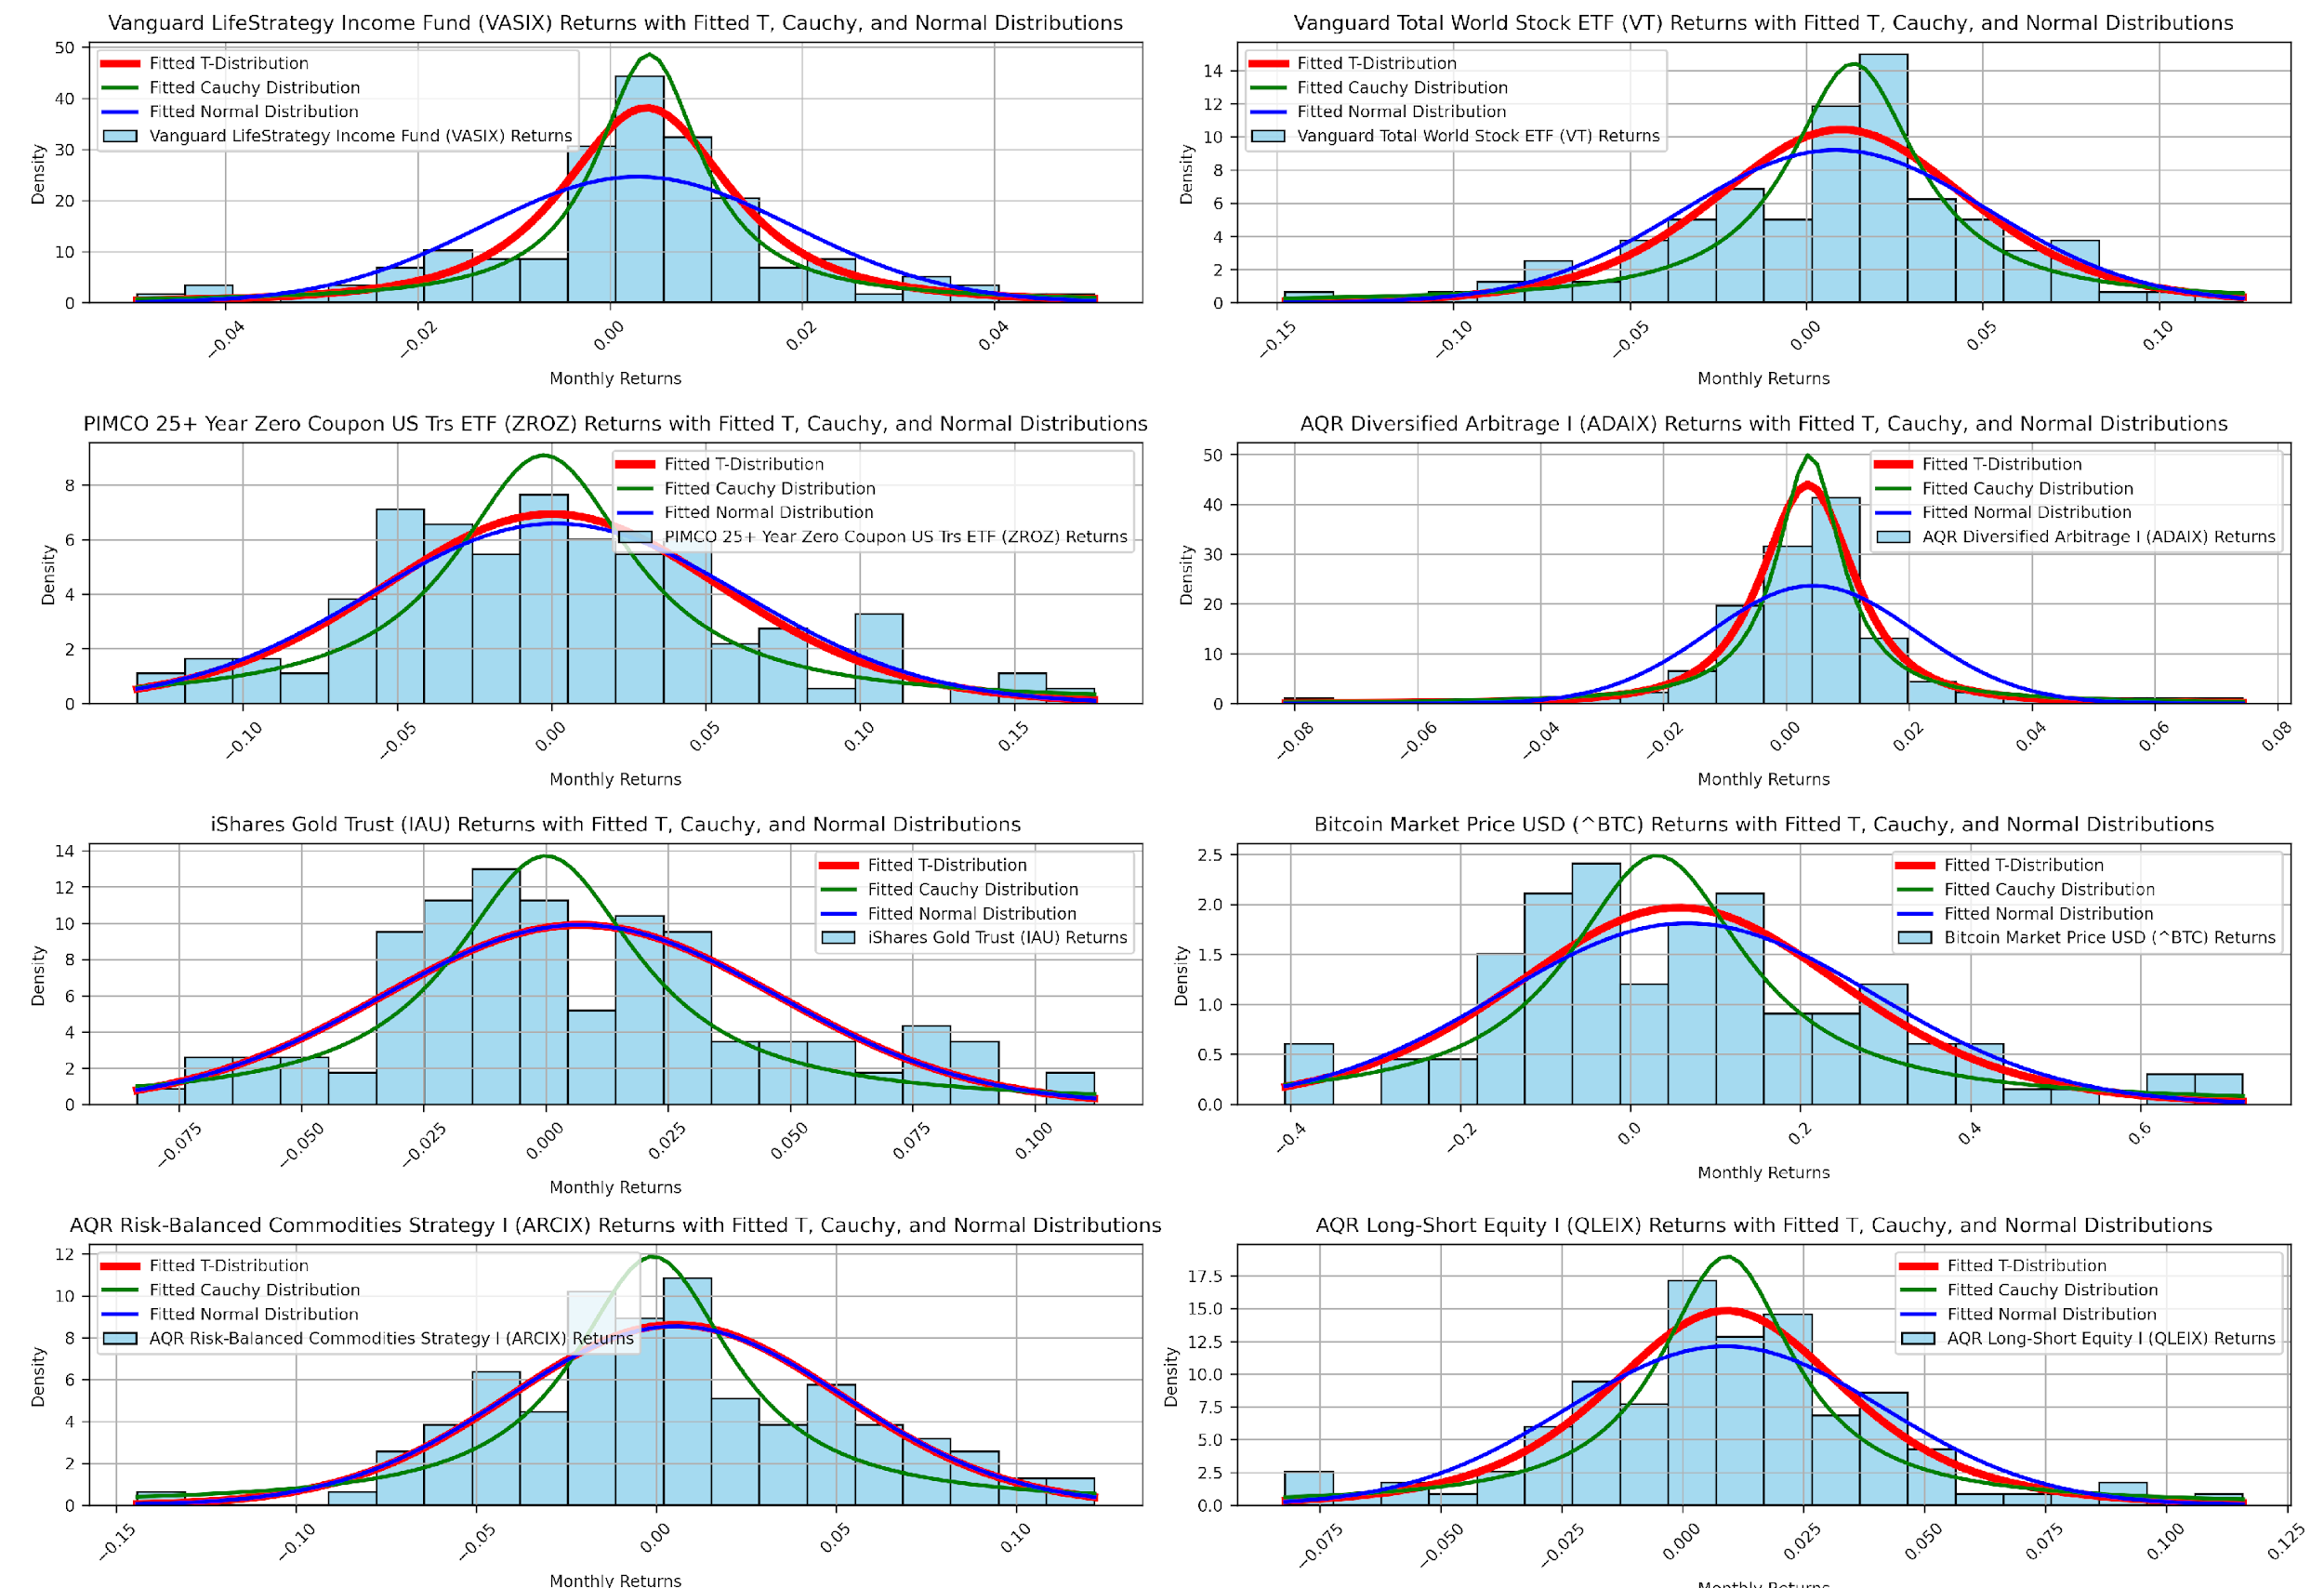 Vanguard LifeStrategy Income Fund (VASIX) Returns with Fitted T, Cauchy, and Normal Distributions
50
40
30
20
10
0
Density
Fitted T-Distribution
Fitted Cauchy Distribution
Fitted Normal Distribution
Vanguard LifeStrategy Income Fund (VASIX) Returns
−0.04
−0.02
0.00
0.02
0.04
Monthly Returns
Vanguard Total World Stock ETF (VT) Returns with Fitted T, Cauchy, and Normal Distributions
14
12
10
8
6
4
2
0
Density
Fitted T-Distribution
Fitted Cauchy Distribution
Fitted Normal Distribution
Vanguard Total World Stock ETF (VT) Returns
−0.15
−0.10
−0.05
0.00
0.05
0.10
Monthly Returns
PIMCO 25+ Year Zero Coupon US Trs ETF (ZROZ) Returns with Fitted T, Cauchy, and Normal Distributions
8
6
4
2
0
Density
Fitted T-Distribution
Fitted Cauchy Distribution
Fitted Normal Distribution
PIMCO 25+ Year Zero Coupon US Trs ETF (ZROZ) Returns
−0.10
−0.05
0.00
0.05
0.10
0.15
Monthly Returns
AQR Diversified Arbitrage I (ADAIX) Returns with Fitted T, Cauchy, and Normal Distributions
50
40
30
20
10
0
Density
Fitted T-Distribution
Fitted Cauchy Distribution
Fitted Normal Distribution
AQR Diversified Arbitrage I (ADAIX) Returns
−0.08
−0.06
−0.04
−0.02
0.00
0.02
0.04
0.06
0.08
Monthly Returns
iShares Gold Trust (IAU) Returns with Fitted T, Cauchy, and Normal Distributions
14
12
10
8
6
4
2
0
Density
Fitted T-Distribution
Fitted Cauchy Distribution
Fitted Normal Distribution
iShares Gold Trust (IAU) Returns
−0.075
−0.050
−0.025
0.000
0.025
0.050
0.075
0.100
Monthly Returns
Bitcoin Market Price USD (^BTC) Returns with Fitted T, Cauchy, and Normal Distributions
2.5
2.0
1.5
1.0
0.5
0.0
Density
Fitted T-Distribution
Fitted Cauchy Distribution
Fitted Normal Distribution
Bitcoin Market Price USD (^BTC) Returns
−0.4
−0.2
0.0
0.2
0.4
0.6
Monthly Returns
AQR Risk-Balanced Commodities Strategy I (ARCIX) Returns with Fitted T, Cauchy, and Normal Distributions
12
10
8
6
4
2
0
Density
Fitted T-Distribution
Fitted Cauchy Distribution
Fitted Normal Distribution
AQR Risk-Balanced Commodities Strategy I (ARCIX) Returns
−0.15
−0.10
−0.05
0.00
0.05
0.10
Monthly Returns
AQR Long-Short Equity I (QLEIX) Returns with Fitted T, Cauchy, and Normal Distributions
17.5
15.0
12.5
10.0
7.5
5.0
2.5
0.0
Density
Fitted T-Distribution
Fitted Cauchy Distribution
Fitted Normal Distribution
AQR Long-Short Equity I (QLEIX) Returns
−0.075
−0.050
−0.025
0.000
0.025
0.050
0.075
0.100
0.125
Monthly Returns